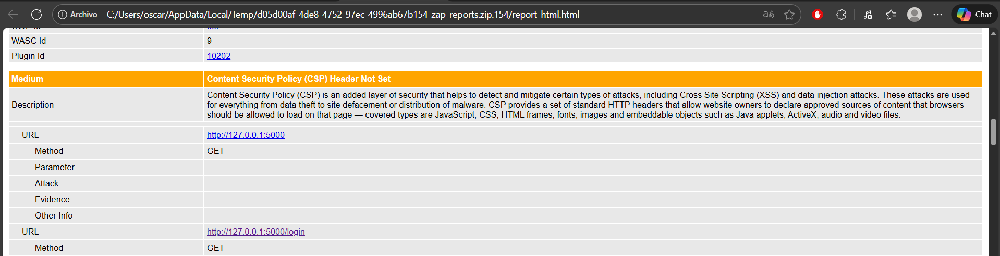 Archivo C:/Users/oscar/AppData/Local/Temp/d05d00af-4de8-4752-97ec-4996ab67b154_zap_reports.zip.154/report_html.html aあ Chat
WASC Id 9
Plugin Id 10202
Medium Content Security Policy (CSP) Header Not Set
Description
Content Security Policy (CSP) is an added layer of security that helps to detect and mitigate certain types of attacks, including Cross Site Scripting (XSS) and data injection attacks. These attacks are used
for everything from data theft to site defacement or distribution of malware. CSP provides a set of standard HTTP headers that allow website owners to declare approved sources of content that browsers
should be allowed to load on that page — covered types are JavaScript, CSS, HTML frames, fonts, images and embeddable objects such as Java applets, ActiveX, audio and video files.
URL http://127.0.0.1:5000
Method GET
Parameter
Attack
Evidence
Other Info
URL http://127.0.0.1:5000/login
Method GET